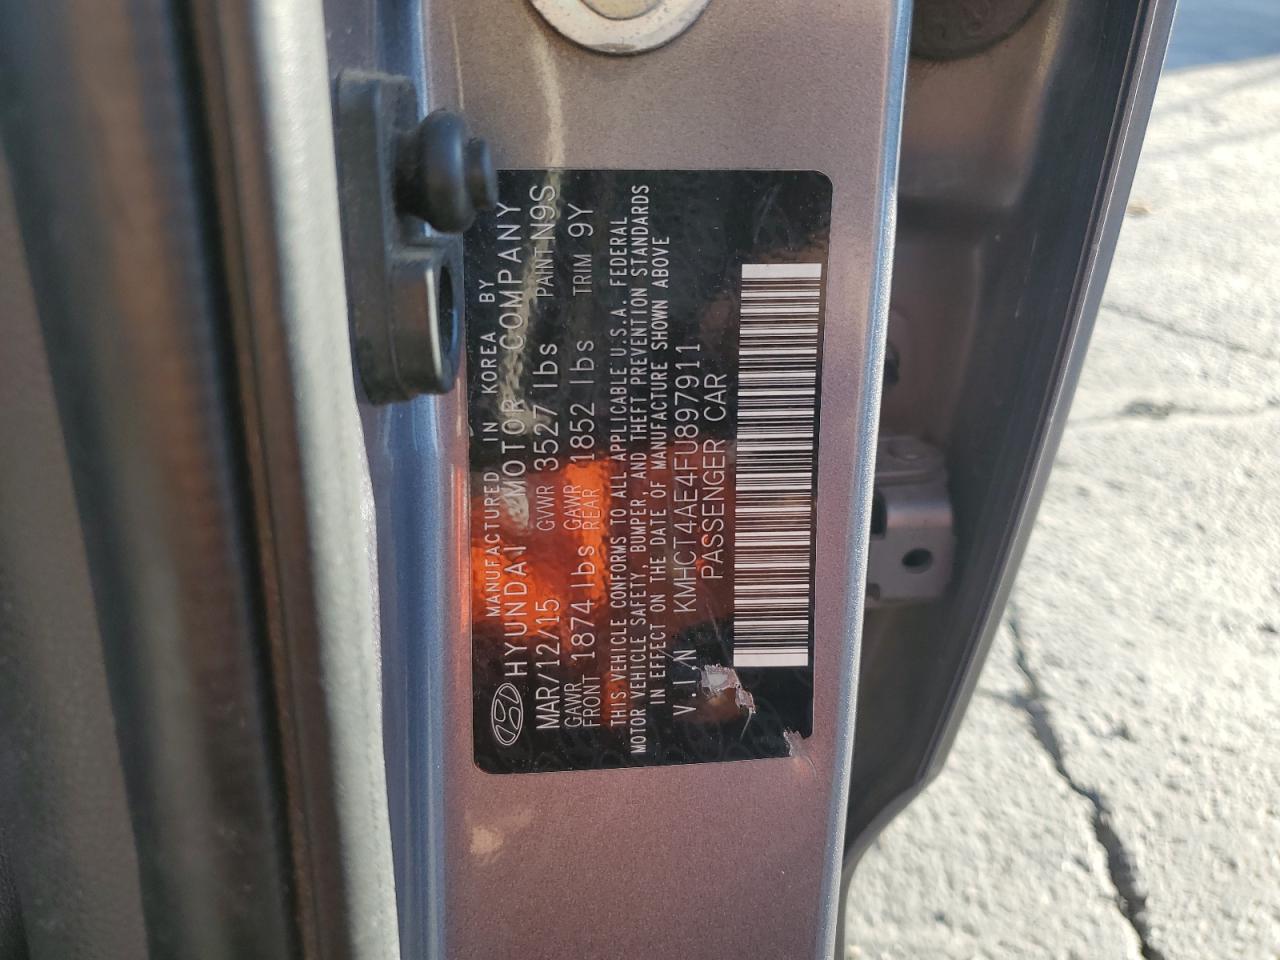 MANUFACTURED IN KOREA BY
HYUNDAI MOTOR COMPANY
MAR/12/15 GVWR 3527 lbs PAINT N9S
GAWR FRONT 1874 lbs GAWR REAR 1852 lbs TRIM 9Y
THIS VEHICLE CONFORMS TO ALL APPLICABLE U.S.A. FEDERAL
MOTOR VEHICLE SAFETY, BUMPER, AND THEFT PREVENTION STANDARDS
IN EFFECT ON THE DATE OF MANUFACTURE SHOWN ABOVE
V.I.N KMHCT4AE4FU897911
PASSENGER CAR